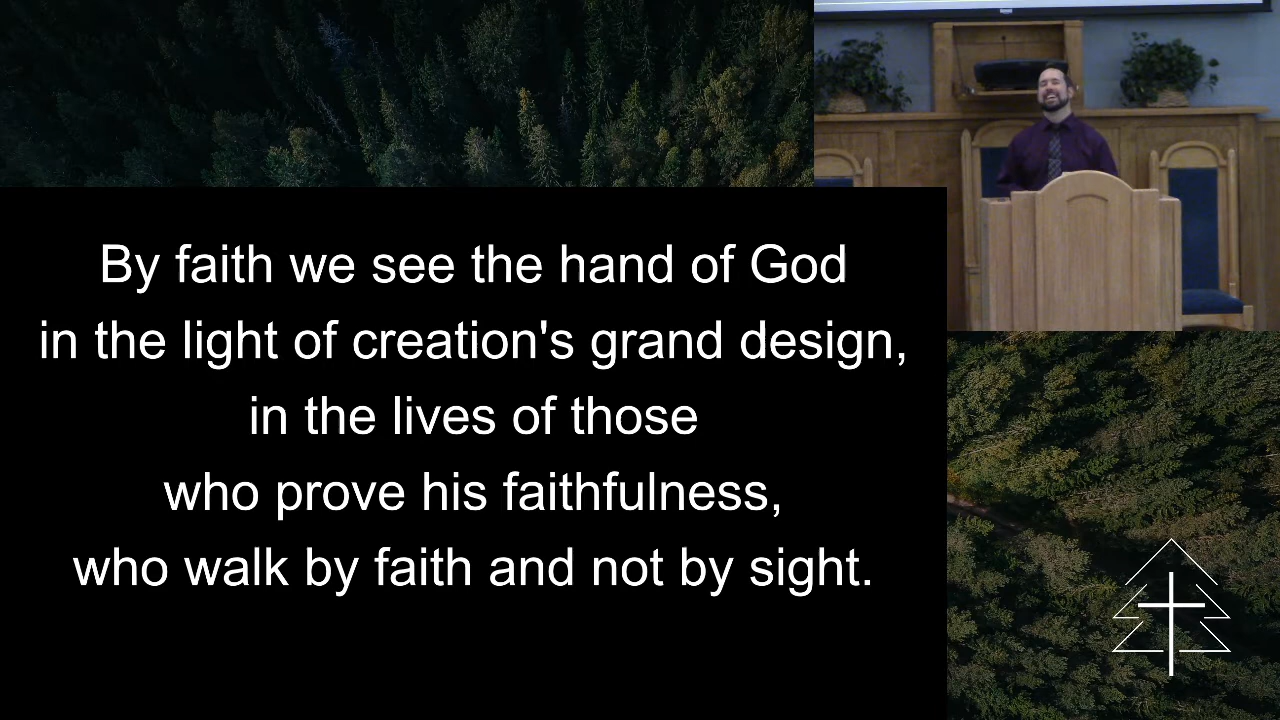 By faith we see the hand of God
in the light of creation's grand design,
in the lives of those
who prove his faithfulness,
who walk by faith and not by sight.